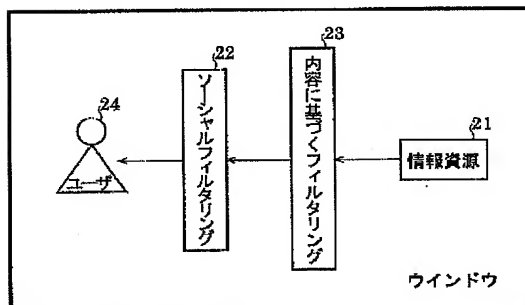 24
ユーザ
22
ソーシャルフィルタリング
23
内容に基づくフィルタリング
21
情報資源
ウインドウ